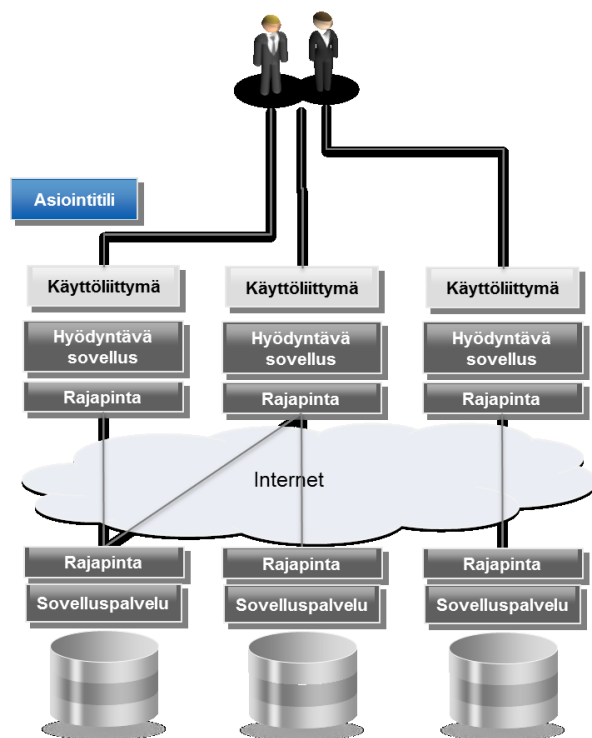 Asiointitili
Käyttöliittymä
Käyttöliittymä
Käyttöliittymä
Hyödyntävä
sovellus
Hyödyntävä
sovellus
Hyödyntävä
sovellus
Rajapinta
Rajapinta
Rajapinta
Internet
Rajapinta
Rajapinta
Rajapinta
Sovelluspalvelu
Sovelluspalvelu
Sovelluspalvelu